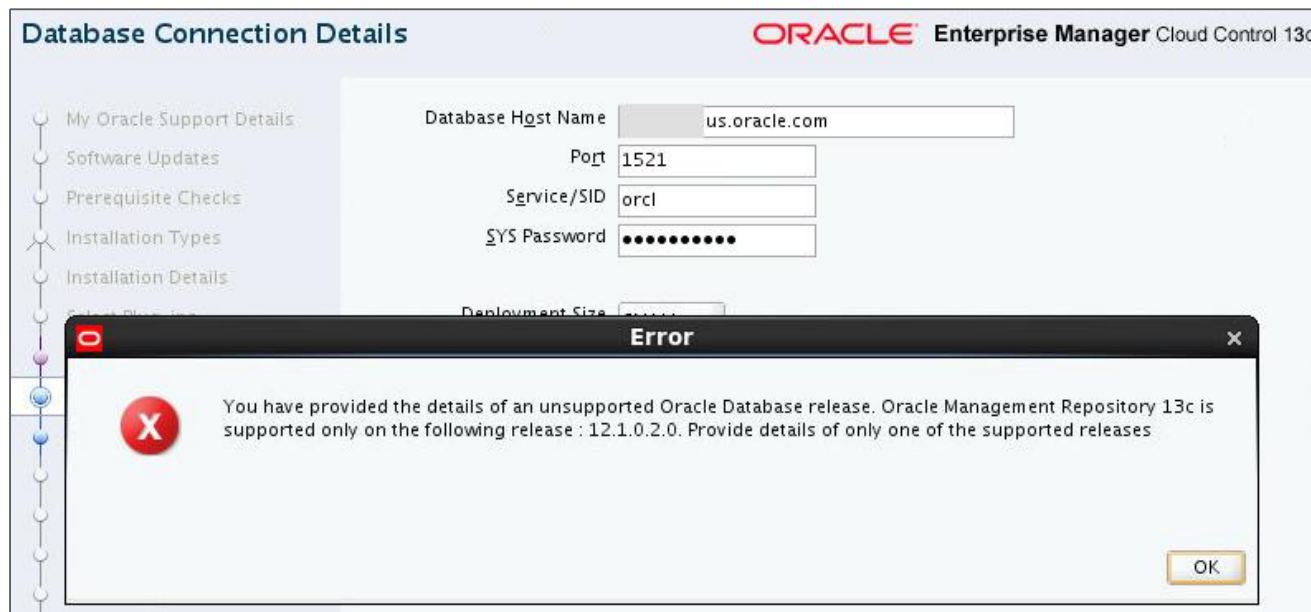 Database Connection Details
ORACLE Enterprise Manager Cloud Control 13c
My Oracle Support Details
Software Updates
Prerequisite Checks
Installation Types
Installation Details
Database Host Name
us.oracle.com
Port 1521
Service/SID orcl
SYS Password ●●●●●●●●●●
Deployment Size
Error
You have provided the details of an unsupported Oracle Database release. Oracle Management Repository 13c is
supported only on the following release : 12.1.0.2.0. Provide details of only one of the supported releases
OK